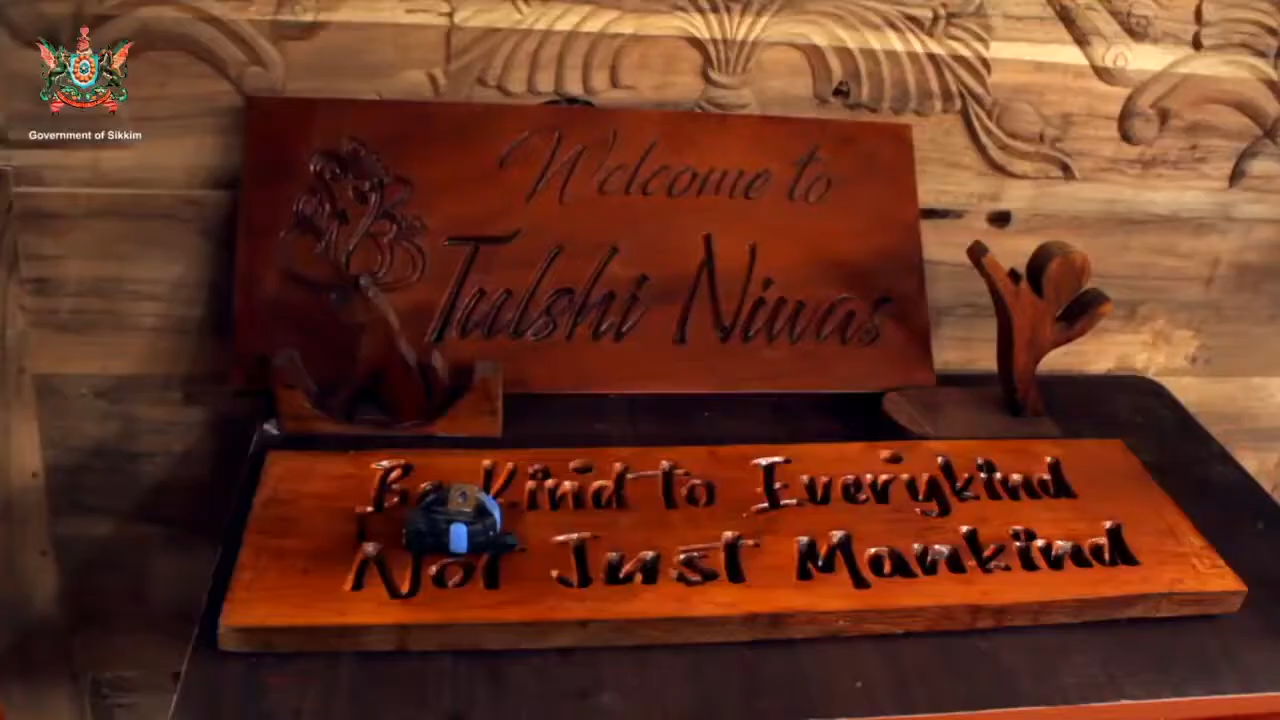 Government of Sikkim
Welcome to
Tulshi Niwas
Be Kind to Everykind
Not Just Mankind